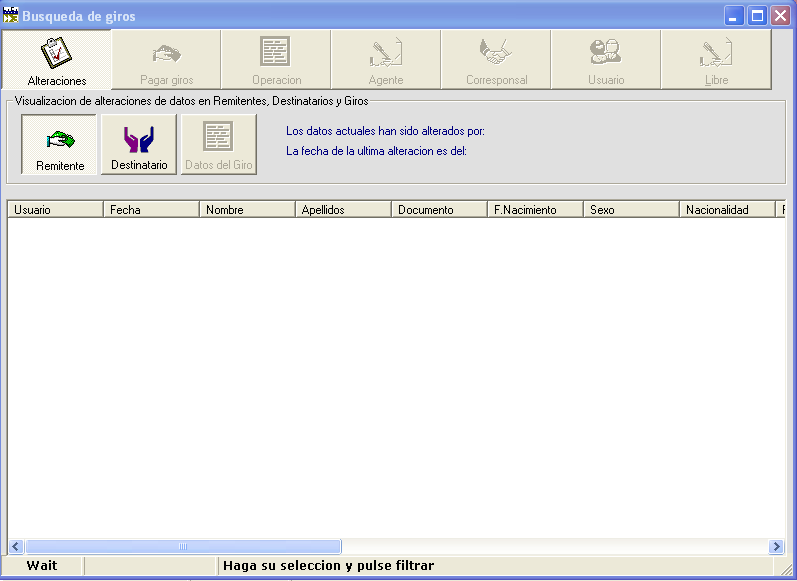 Busqueda de giros
Alteraciones Pagar giros Operacion Agente Corresponsal Usuario Libre
Visualizacion de alteraciones de datos en Remitentes, Destinatarios y Giros
Remitente Destinatario Datos del Giro
Los datos actuales han sido alterados por:
La fecha de la ultima alteracion es del:
Usuario Fecha Nombre Apellidos Documento F.Nacimiento Sexo Nacionalidad
Wait Haga su seleccion y pulse filtrar